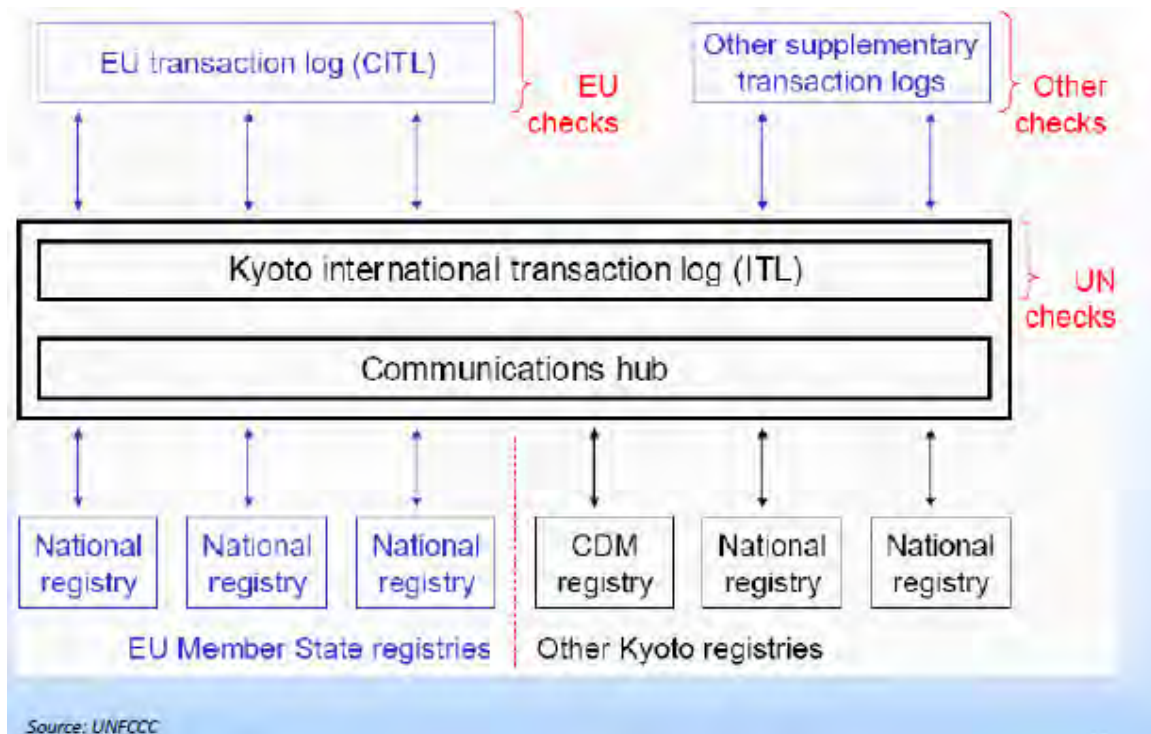 EU transaction log (CITL)
EU
checks
Other supplementary
transaction logs
Other
checks
Kyoto international transaction log (ITL)
UN
checks
Communications hub
National
registry
National
registry
National
registry
CDM
registry
National
registry
National
registry
EU Member State registries
Other Kyoto registries
Source: UNFCCC